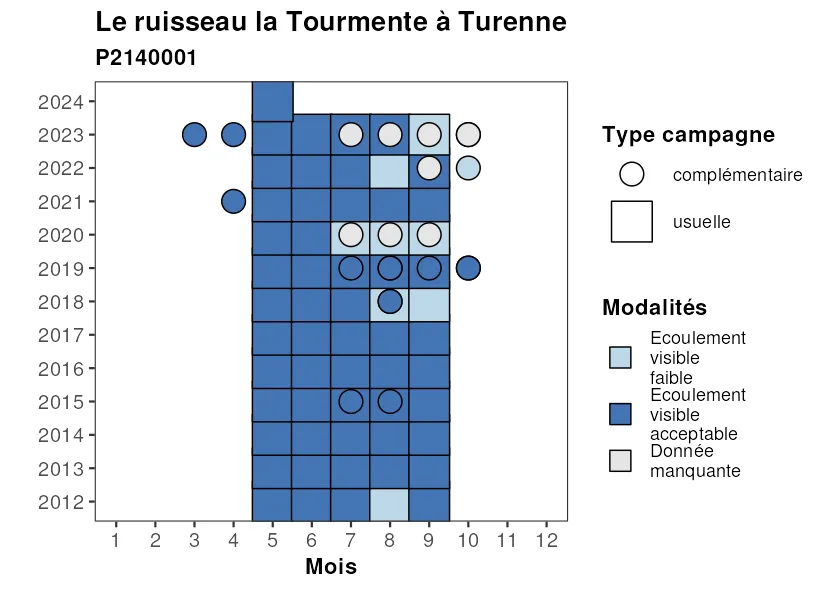 Le ruisseau la Tourmente à Turenne
P2140001
2024
2023
2022
2021
2020
2019
2018
2017
2016
2015
2014
2013
2012
1 2 3 4 5 6 7 8 9 10 11 12
Mois
Type campagne
complémentaire
usuelle
Modalités
Ecoulement
visible
faible
Ecoulement
visible
acceptable
Donnée
manquante